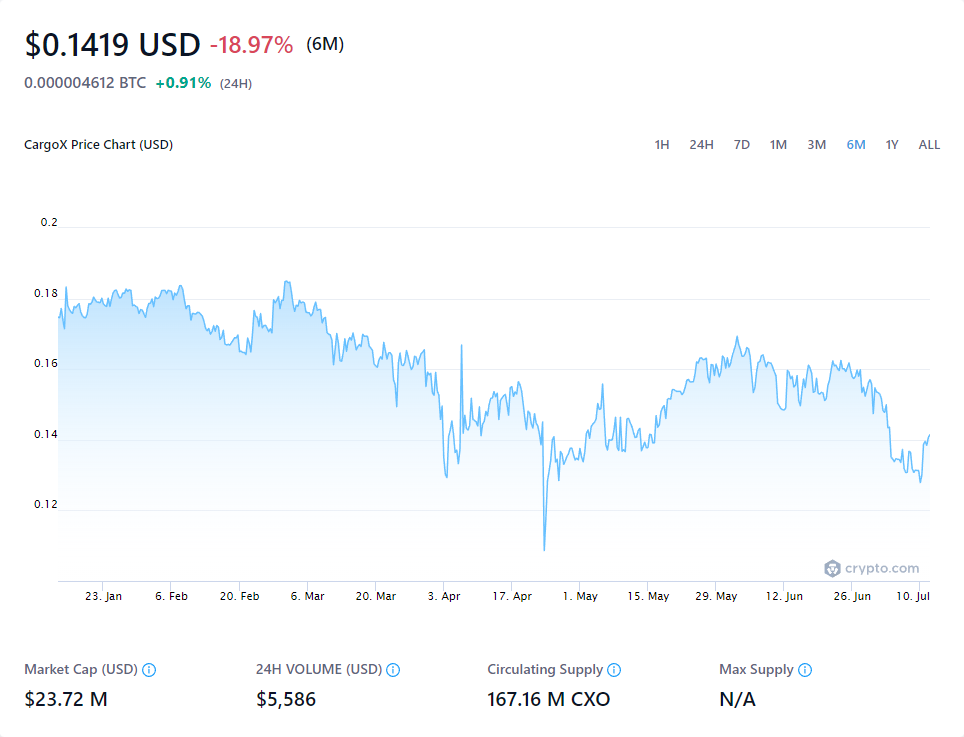 $0.1419 USD -18.97% (6M)
0.000004612 BTC +0.91% (24H)
CargoX Price Chart (USD) 1H 24H 7D 1M 3M 6M 1Y ALL
0.2
0.18
0.16
0.14
0.12
crypto.com
23. Jan 6. Feb 20. Feb 6. Mar 20. Mar 3. Apr 17. Apr 1. May 15. May 29. May 12. Jun 26. Jun 10. Jul
Market Cap (USD) 24H VOLUME (USD) Circulating Supply Max Supply
$23.72 M $5,586 167.16 M CXO N/A